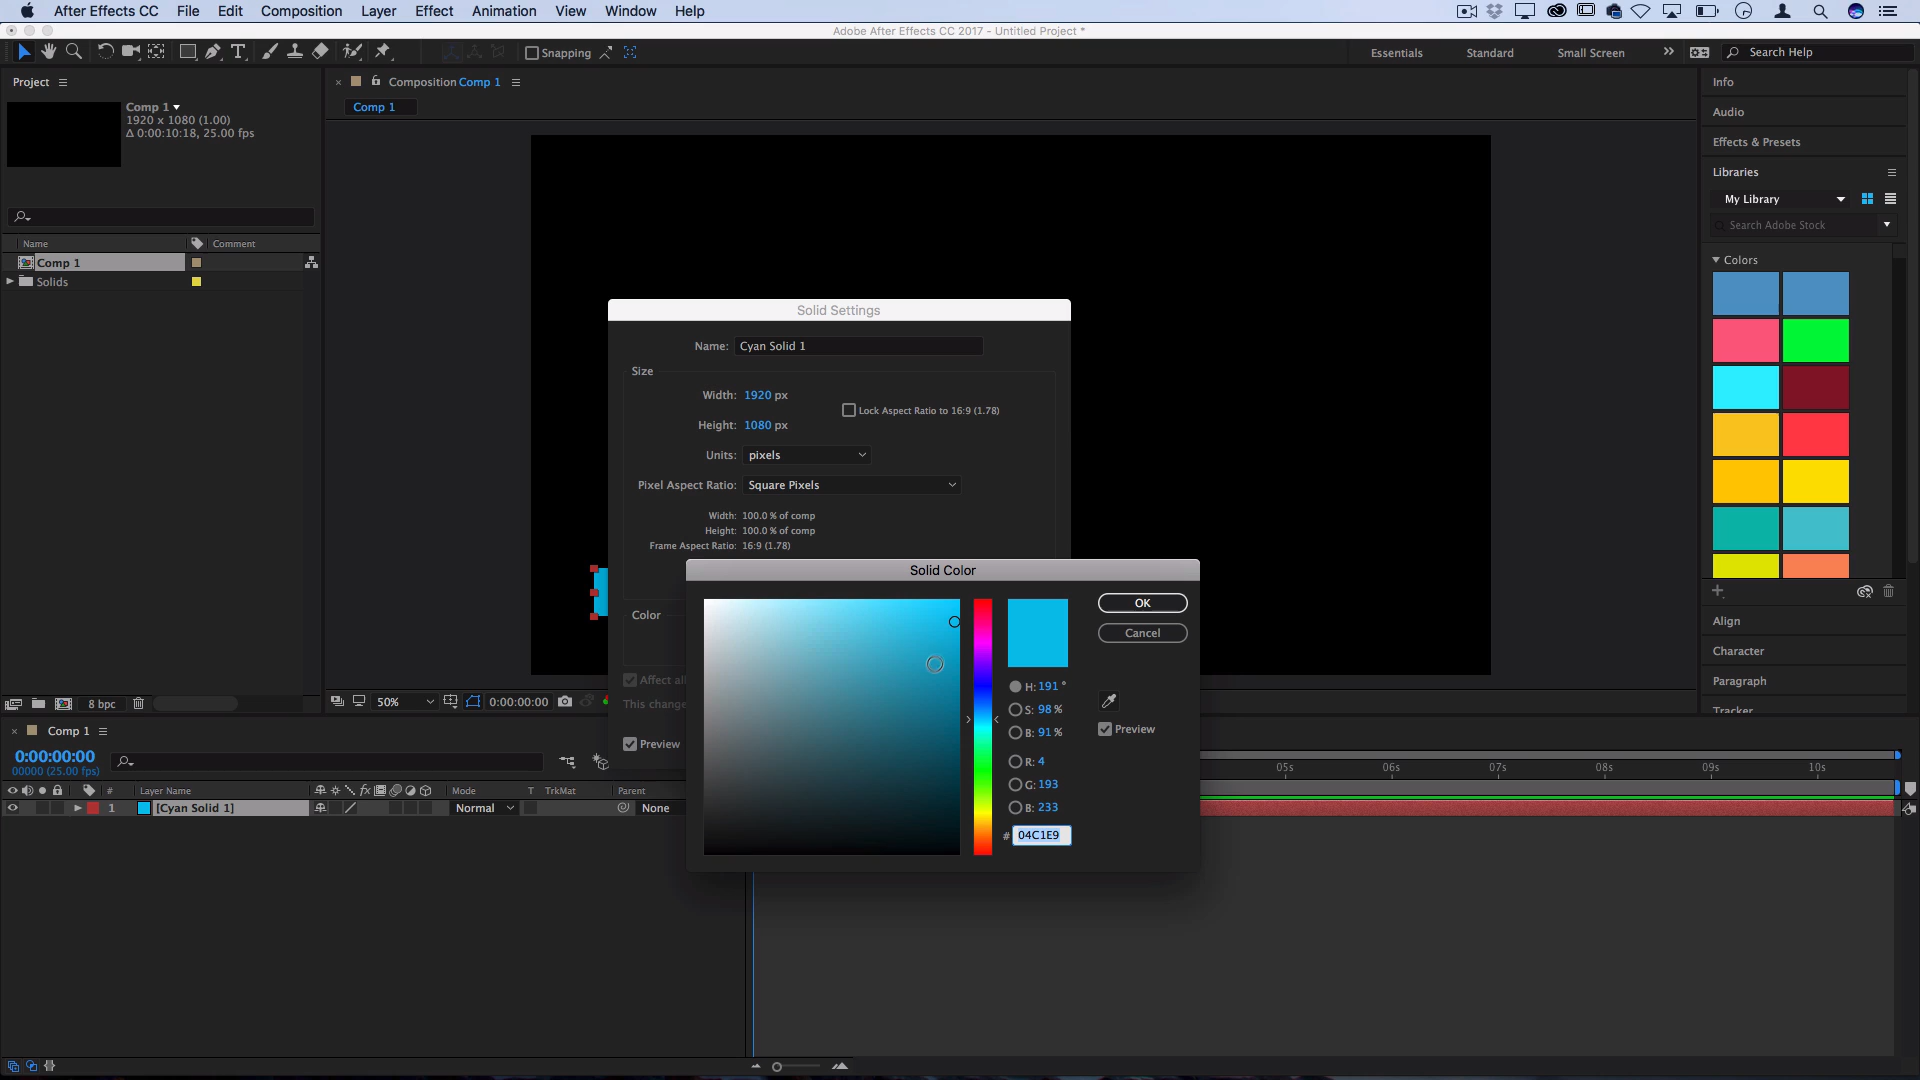 After Effects CC File Edit Composition Layer Effect Animation View Window Help
Adobe After Effects CC 2017 - Untitled Project *
Snapping
Essentials Standard Small Screen Search Help
Project
Comp 1
1920 x 1080 (1.00)
Δ 0:00:10:18, 25.00 fps
Name Comment
Comp 1
Solids
8 bpc
Composition Comp 1
Comp 1
50% 0:00:00:00
Solid Settings
Name: Cyan Solid 1
Size
Width: 1920 px
Lock Aspect Ratio to 16:9 (1.78)
Height: 1080 px
Units: pixels
Pixel Aspect Ratio: Square Pixels
Width: 100.0 % of comp
Height: 100.0 % of comp
Frame Aspect Ratio: 16:9 (1.78)
Color
Affect all
This change
Preview
Solid Color
OK
Cancel
H: 191 °
S: 98 %
B: 91 %
Preview
R: 4
G: 193
B: 233
# 04C1E9
Info
Audio
Effects & Presets
Libraries
My Library
Search Adobe Stock
Colors
Align
Character
Paragraph
Tracker
Comp 1
0:00:00:00
00000 (25.00 fps)
# Layer Name fx Mode T TrkMat Parent
1 [Cyan Solid 1] Normal None
05s 06s 07s 08s 09s 10s